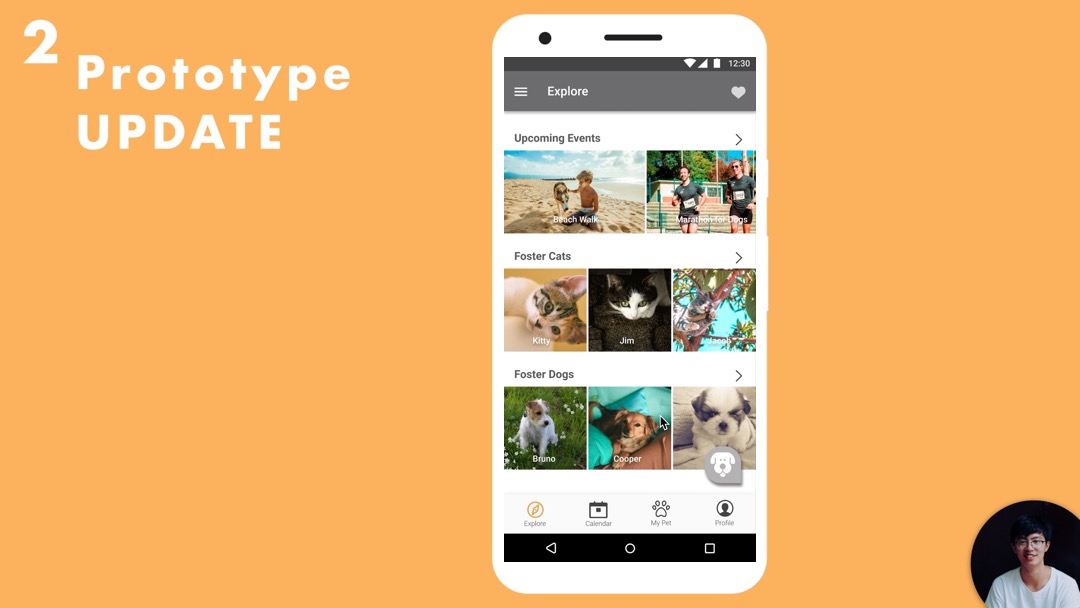 2
Prototype
UPDATE
12:30
Explore
Upcoming Events
Beach Walk
Marathon for Dogs
Foster Cats
Kitty
Jim
Jacob
Foster Dogs
Bruno
Cooper
Explore
Calendar
My Pet
Profile